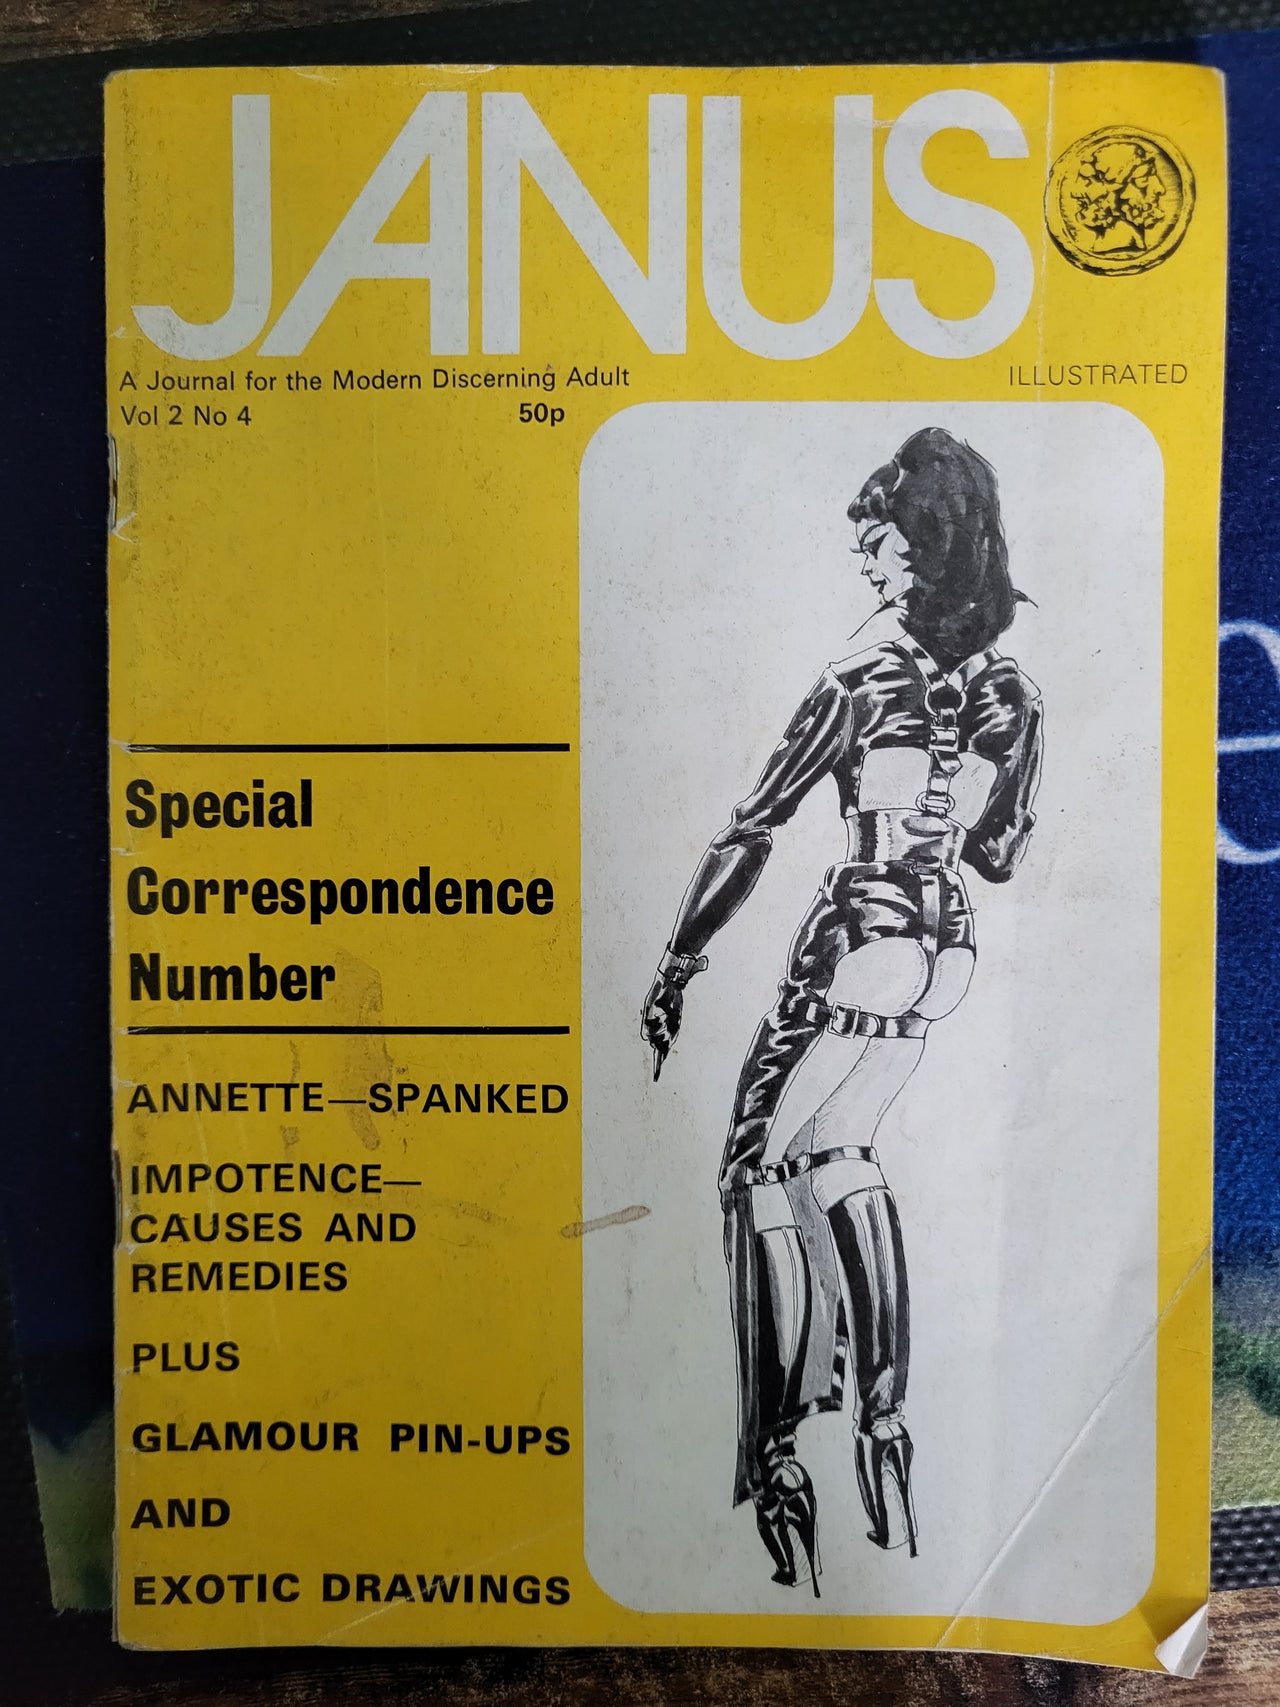 JANUS
A Journal for the Modern Discerning Adult
ILLUSTRATED
Vol 2 No 4 50p
Special
Correspondence
Number
ANNETTE—SPANKED
IMPOTENCE—
CAUSES AND
REMEDIES
PLUS
GLAMOUR PIN-UPS
AND
EXOTIC DRAWINGS